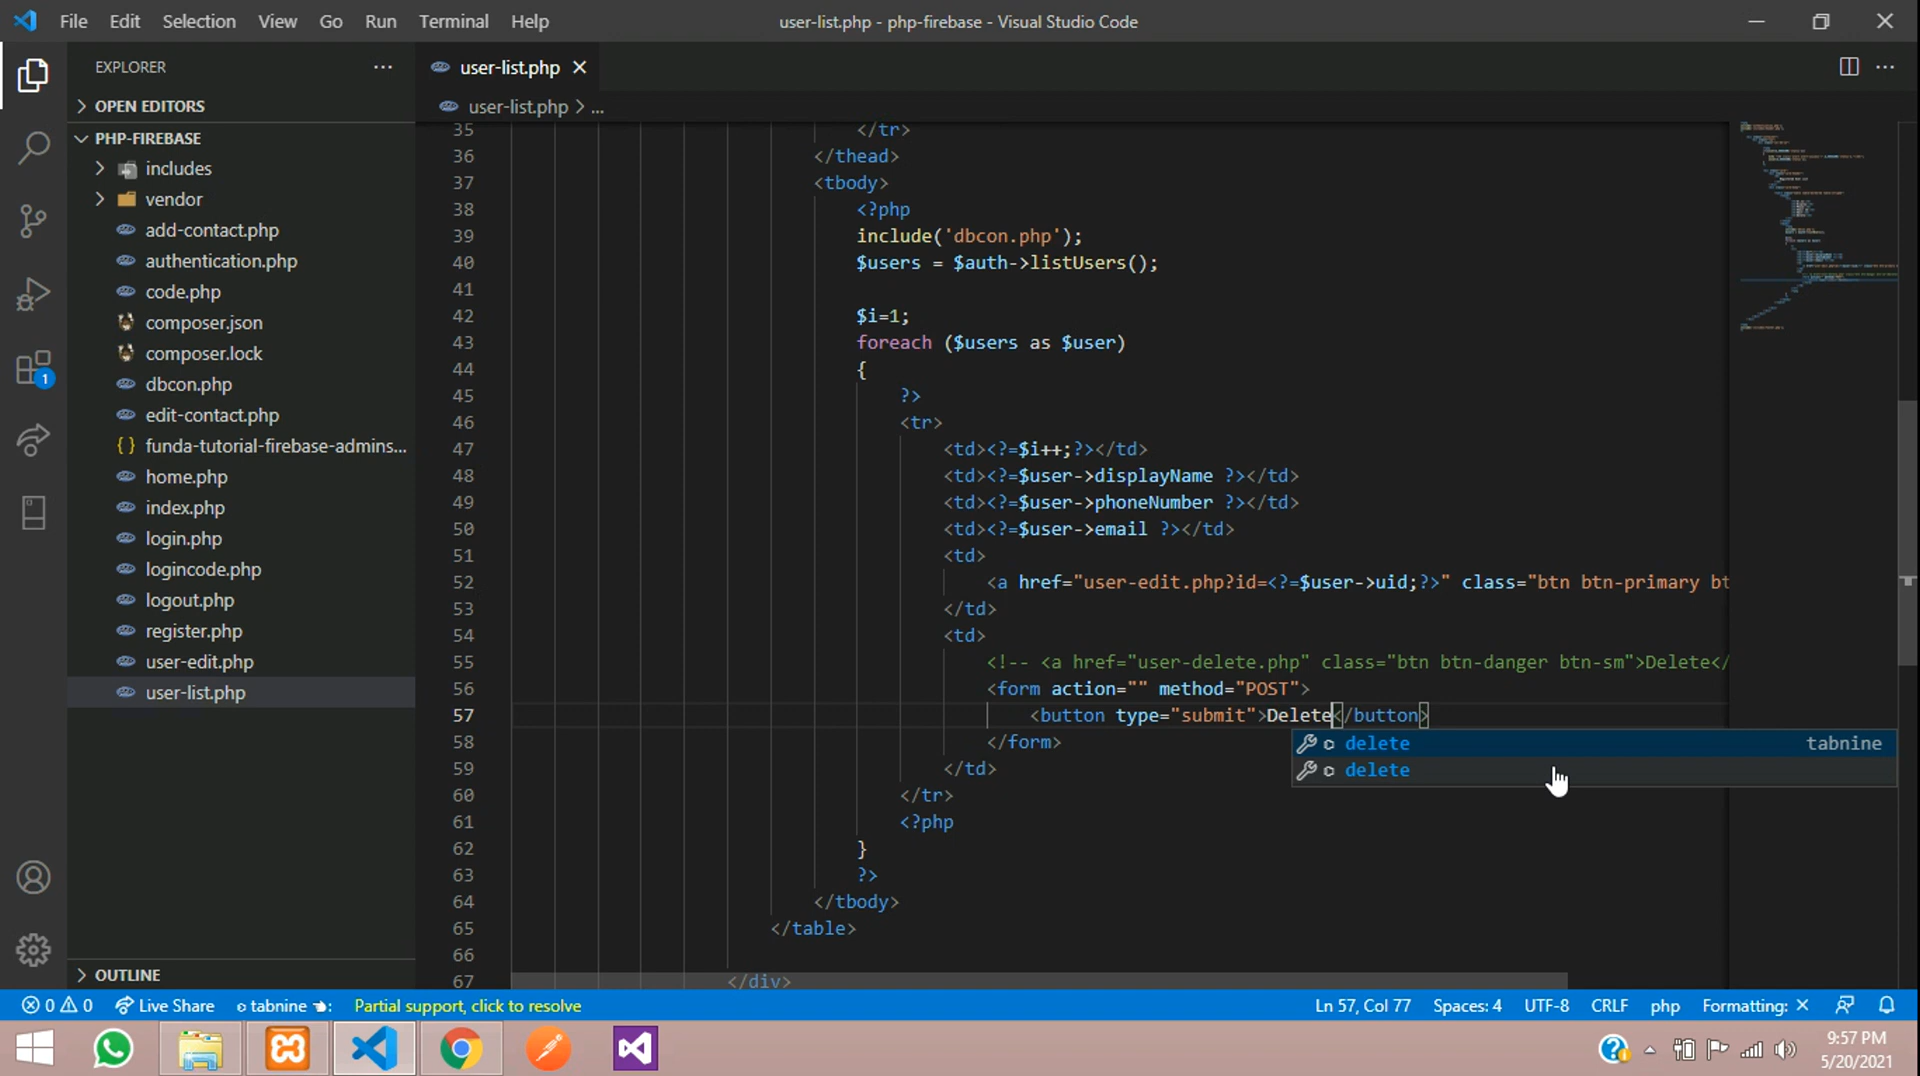 File Edit Selection View Go Run Terminal Help user-list.php - php-firebase - Visual Studio Code
EXPLORER
OPEN EDITORS
PHP-FIREBASE
includes
vendor
add-contact.php
authentication.php
code.php
composer.json
composer.lock
dbcon.php
edit-contact.php
{ } funda-tutorial-firebase-admins...
home.php
index.php
login.php
logincode.php
logout.php
register.php
user-edit.php
user-list.php
OUTLINE
1
user-list.php
user-list.php > ...
35 </tr>
36 </thead>
37 <tbody>
38 <?php
39 include('dbcon.php');
40 $users = $auth->listUsers();
41
42 $i=1;
43 foreach ($users as $user)
44 {
45 ?>
46 <tr>
47 <td><?=$i++;?></td>
48 <td><?=$user->displayName ?></td>
49 <td><?=$user->phoneNumber ?></td>
50 <td><?=$user->email ?></td>
51 <td>
52 <a href="user-edit.php?id=<?=$user->uid;?>" class="btn btn-primary bt
53 </td>
54 <td>
55 <!-- <a href="user-delete.php" class="btn btn-danger btn-sm">Delete</
56 <form action="" method="POST">
57 <button type="submit">Delete</button>
58 </form>
59 </td>
60 </tr>
61 <?php
62 }
63 ?>
64 </tbody>
65 </table>
66
67 </div>
delete tabnine
delete
0 0 Live Share tabnine : Partial support, click to resolve Ln 57, Col 77 Spaces: 4 UTF-8 CRLF php Formatting: ×
9:57 PM
5/20/2021